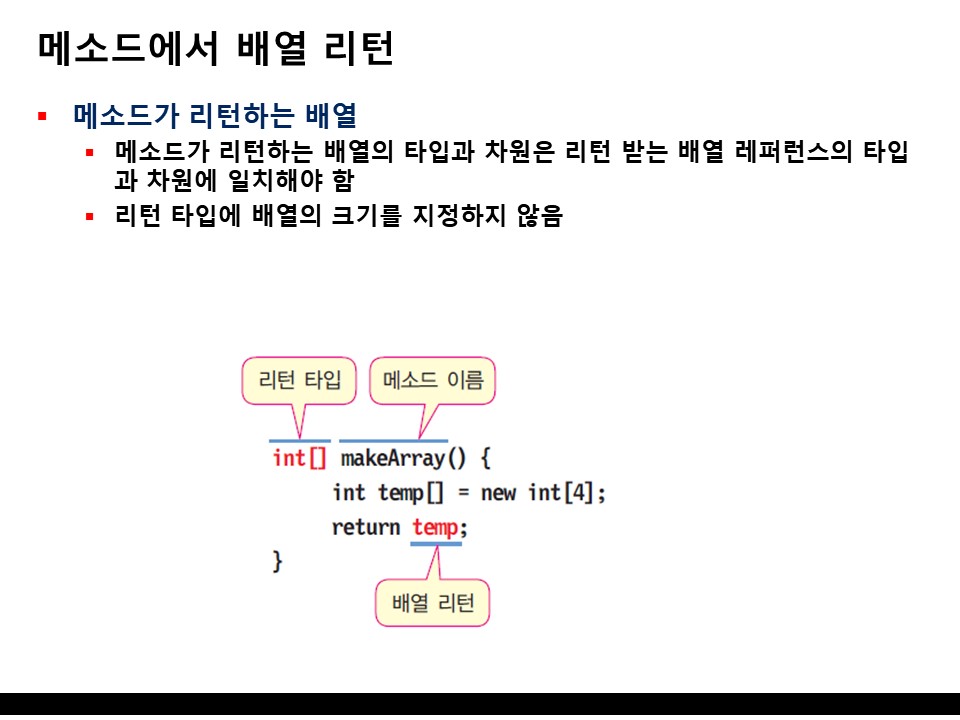 메소드에서 배열 리턴
메소드가 리턴하는 배열
메소드가 리턴하는 배열의 타입과 차원은 리턴 받는 배열 레퍼런스의 타입
과 차원에 일치해야 함
리턴 타입에 배열의 크기를 지정하지 않음
리턴 타입 메소드 이름
int[] makeArray() {
int temp[] = new int[4];
return temp;
}
배열 리턴